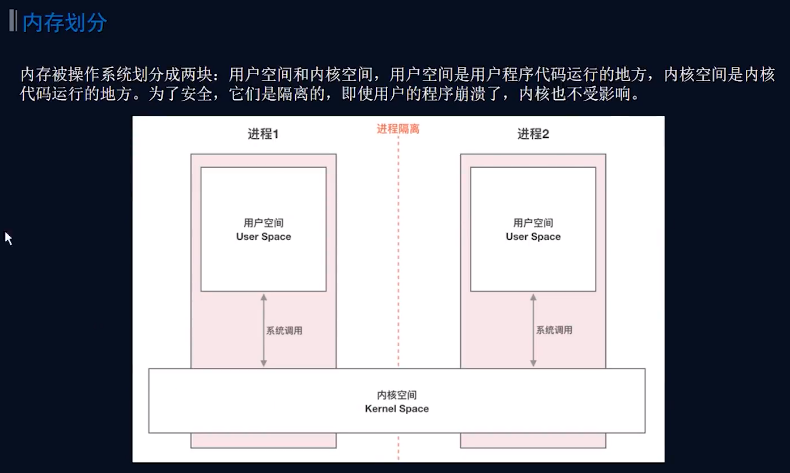 内存划分
内存被操作系统划分成两块：用户空间和内核空间，用户空间是用户程序代码运行的地方，内核空间是内核
代码运行的地方。为了安全，它们是隔离的，即使用户的程序崩溃了，内核也不受影响。
进程1
进程隔离
进程2
用户空间
User Space
用户空间
User Space
系统调用
系统调用
内核空间
Kernel Space